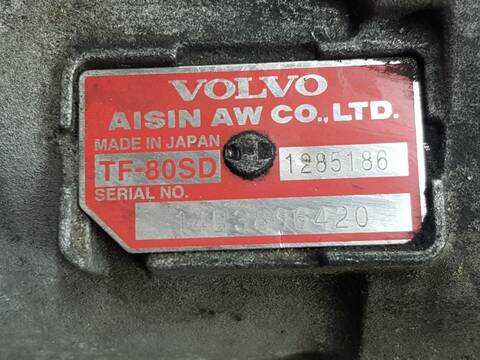 VOLVO
AISIN AW CO., LTD.
MADE IN JAPAN
TF-80SD 1285186
SERIAL NO.